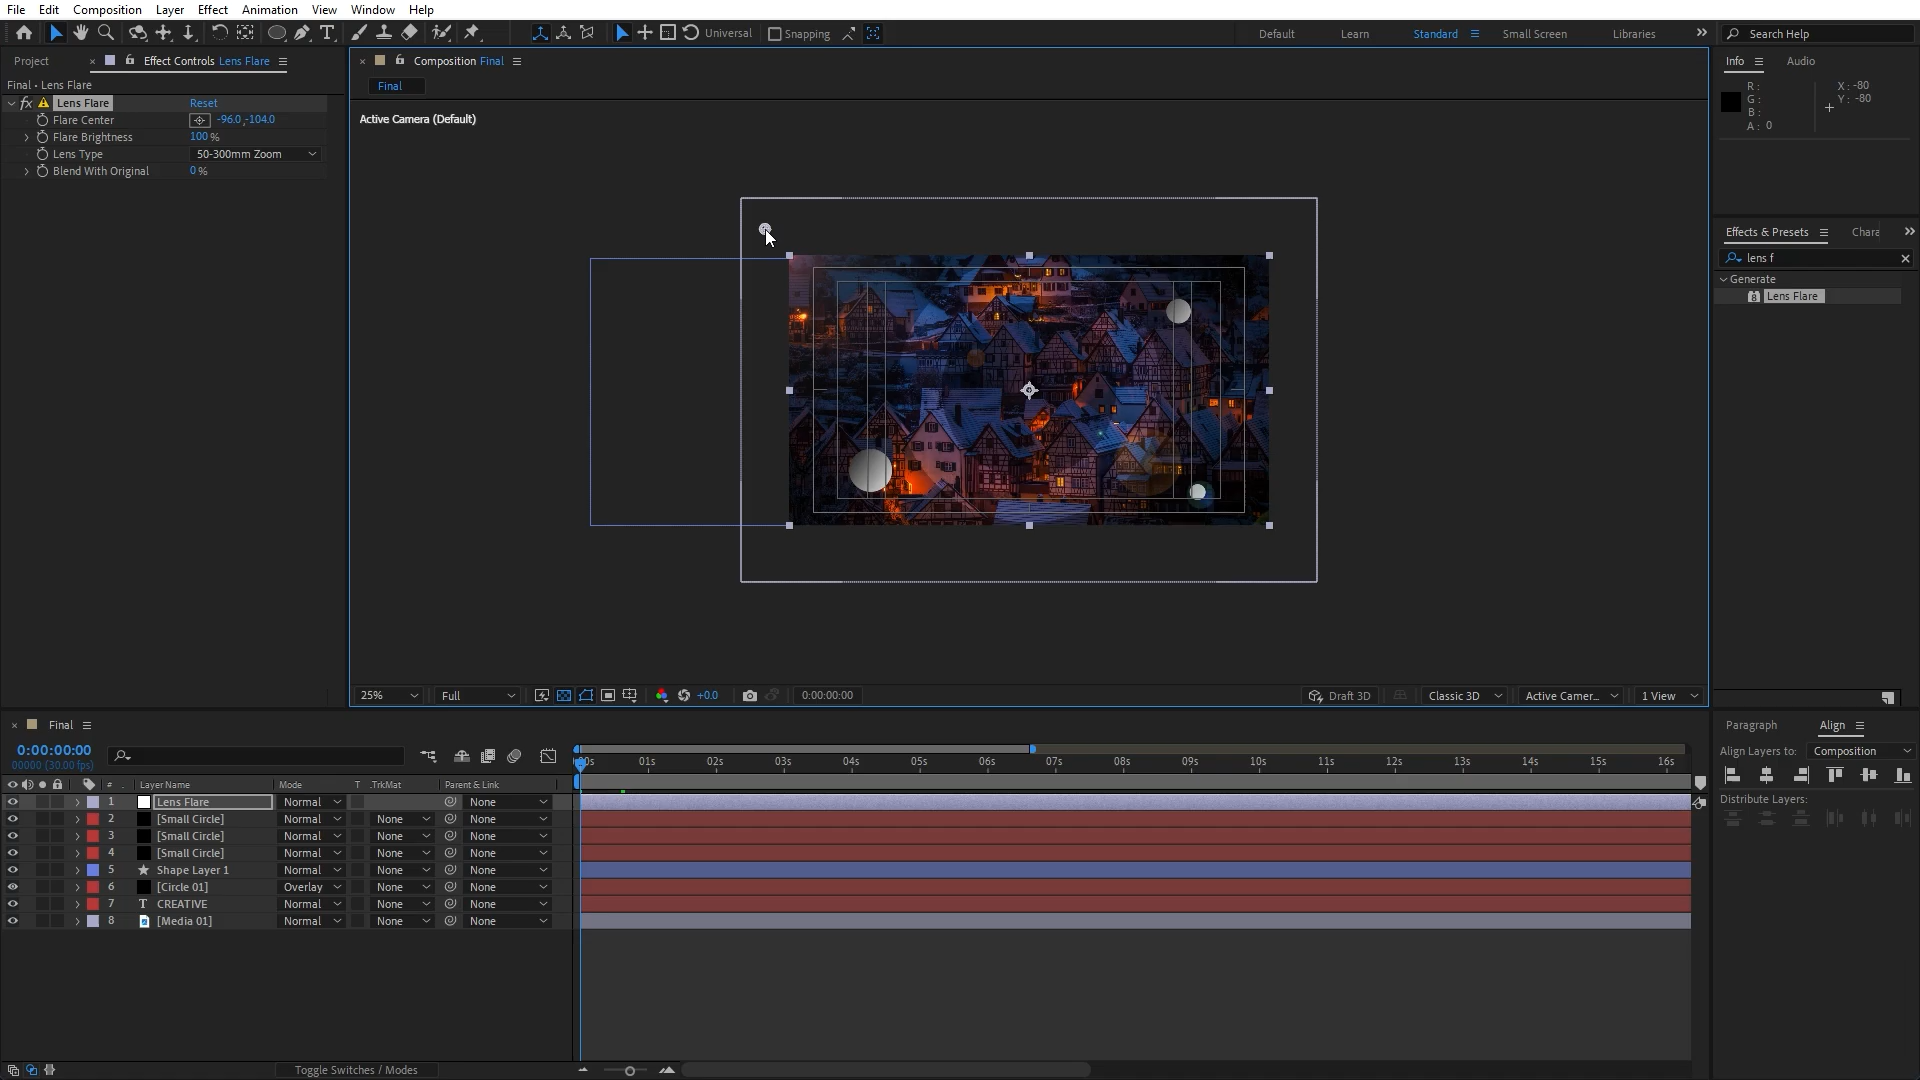 File Edit Composition Layer Effect Animation View Window Help
Universal Snapping Default Learn Standard Small Screen Libraries Search Help
Project Effect Controls Lens Flare
Final • Lens Flare
fx Lens Flare Reset
Flare Center -96.0,-104.0
Flare Brightness 100 %
Lens Type 50-300mm Zoom
Blend With Original 0 %
Composition Final
Final
Active Camera (Default)
25% Full +0.0 0:00:00:00 Draft 3D Classic 3D Active Camer... 1 View
Info Audio
R :
G :
B :
A : 0
X : -80
Y : -80
Effects & Presets Chara
lens f
Generate
Lens Flare
Paragraph Align
Align Layers to: Composition
Distribute Layers:
Final
0:00:00:00
00000 (30.00 fps)
00s 01s 02s 03s 04s 05s 06s 07s 08s 09s 10s 11s 12s 13s 14s 15s 16s
# Layer Name Mode T .TrkMat Parent & Link
1 Lens Flare Normal None
2 [Small Circle] Normal None None
3 [Small Circle] Normal None None
4 [Small Circle] Normal None None
5 Shape Layer 1 Normal None None
6 [Circle 01] Overlay None None
7 T CREATIVE Normal None None
8 [Media 01] Normal None None
Toggle Switches / Modes